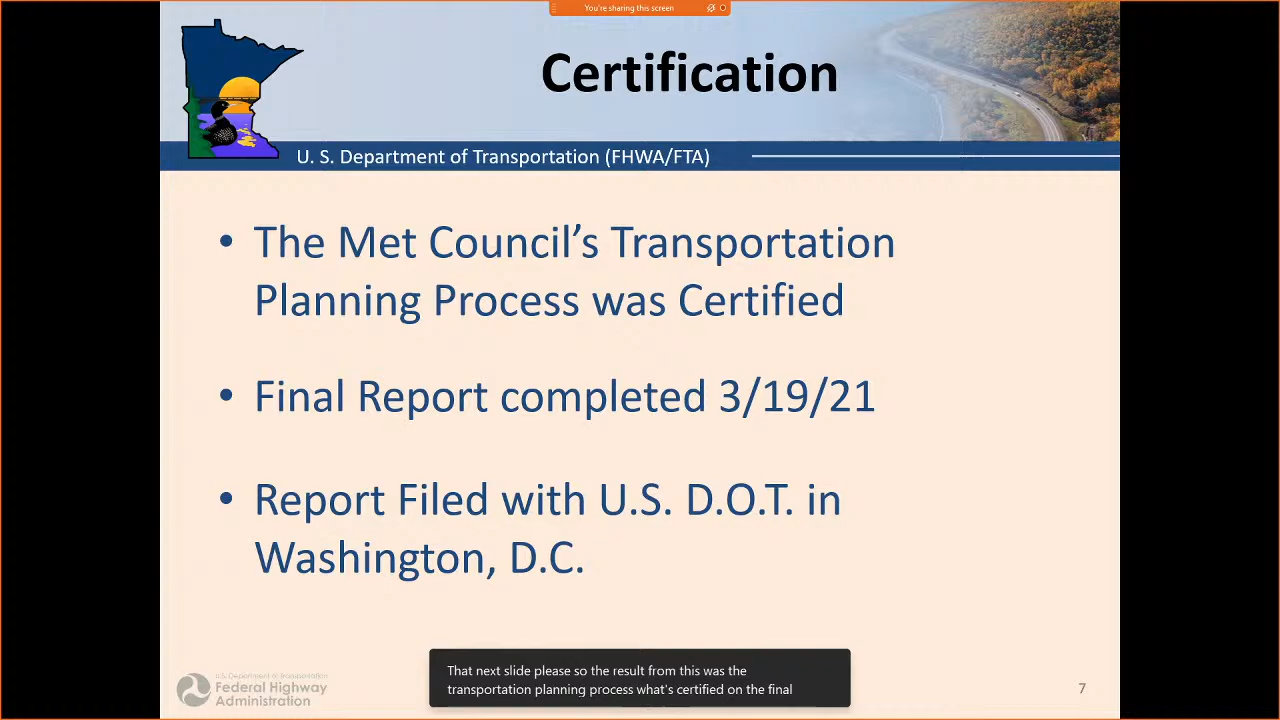 You're sharing this screen
Certification
U. S. Department of Transportation (FHWA/FTA)
• The Met Council’s Transportation
Planning Process was Certified
• Final Report completed 3/19/21
• Report Filed with U.S. D.O.T. in
Washington, D.C.
U.S. Department of Transportation
Federal Highway
Administration
That next slide please so the result from this was the
transportation planning process what's certified on the final
7